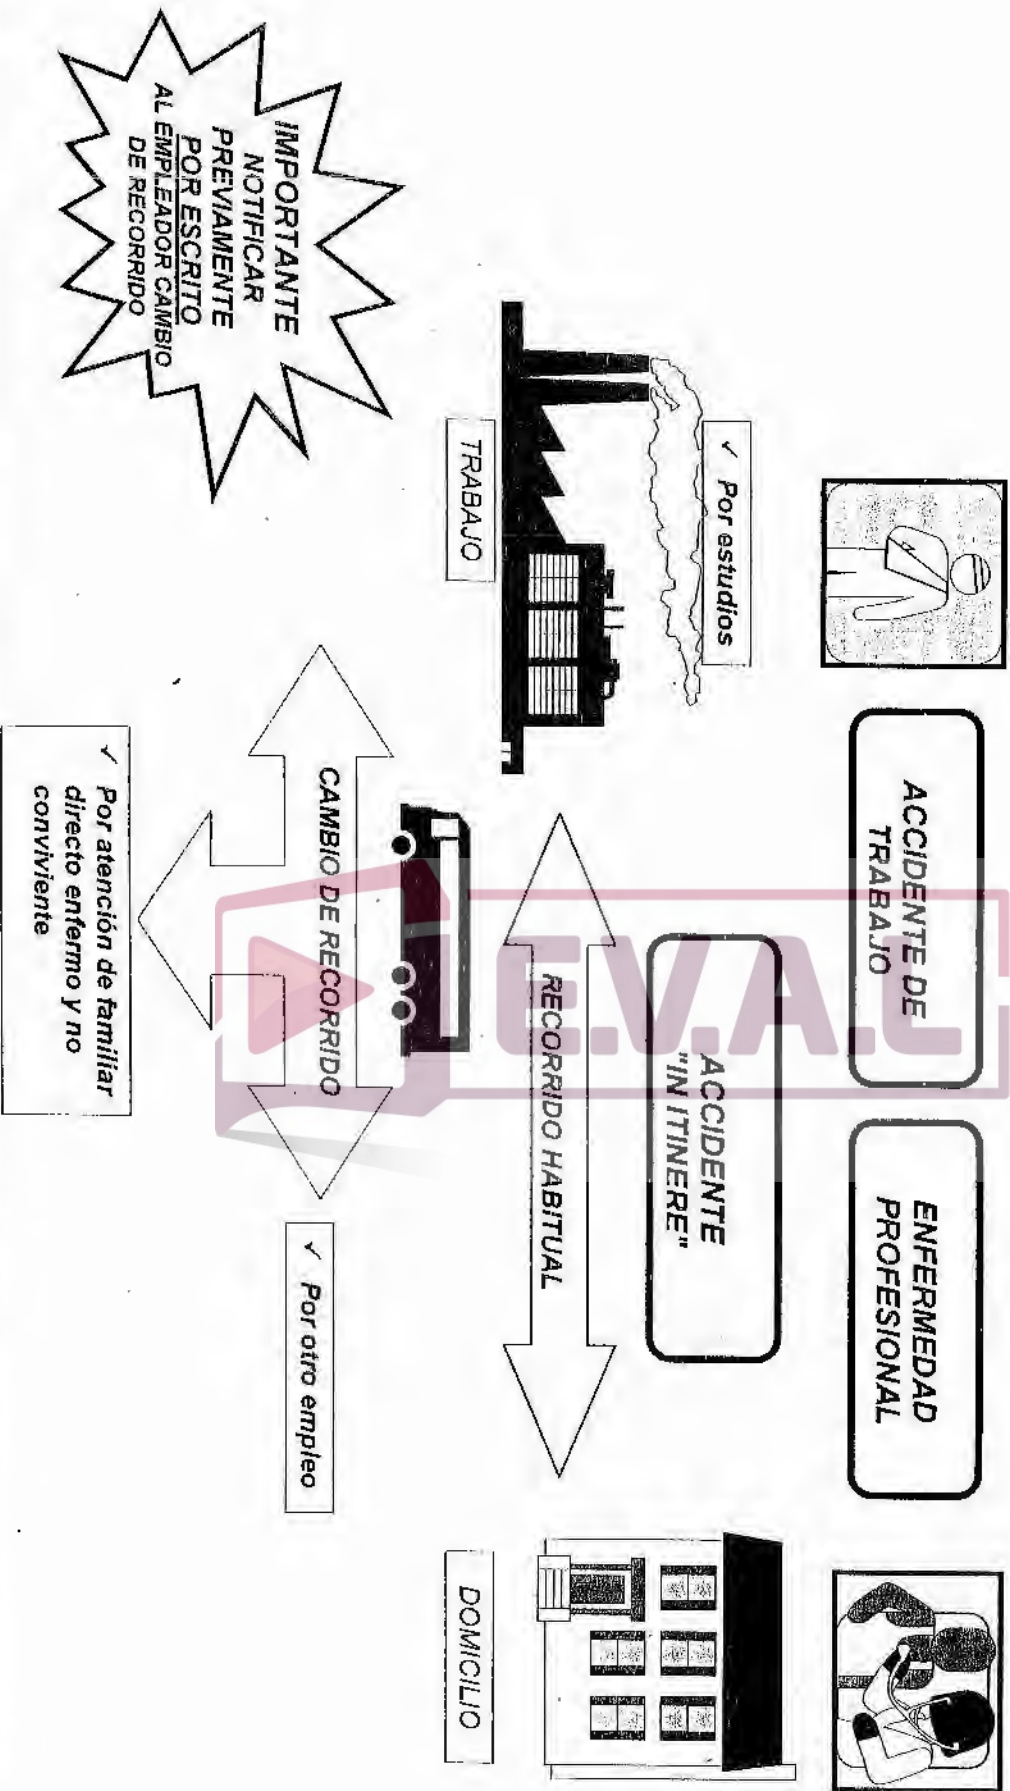 ACCIDENTE DE
TRABAJO
ENFERMEDAD
PROFESIONAL
ACCIDENTE
"IN ITINERE"
✓ Por estudios
RECORRIDO HABITUAL
TRABAJO
DOMICILIO
CAMBIO DE RECORRIDO
✓ Por otro empleo
✓ Por atención de familiar
directo enfermo y no
conviviente
IMPORTANTE
NOTIFICAR
PREVIAMENTE
POR ESCRITO
AL EMPLEADOR CAMBIO
DE RECORRIDO
E.V.A.L